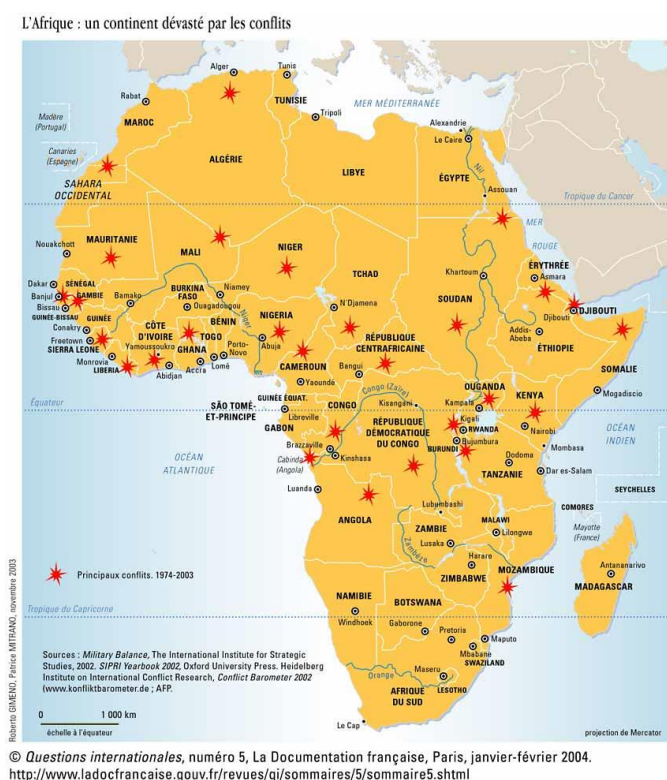 L'Afrique : un continent dévasté par les conflits
Alger
Tunis
Rabat
TUNISIE
MER MÉDITERRANÉE
Madère
(Portugal)
MAROC
Tripoli
Alexandrie
Le Caire
Canaries
(Espagne)
ALGÉRIE
LIBYE
ÉGYPTE
Nil
Assouan
Tropique du Cancer
SAHARA
OCCIDENTAL
MER
ROUGE
Nouakchott
MAURITANIE
MALI
NIGER
TCHAD
Khartoum
ÉRYTHRÉE
Asmara
Dakar
SÉNÉGAL
Banjul
GAMBIE
Bissau
GUINÉE-BISSAU
Bamako
BURKINA
FASO
Niamey
Ouagadougou
N'Djamena
SOUDAN
DJIBOUTI
Djibouti
GUINÉE
Conakry
Freetown
SIERRA LEONE
CÔTE
D'IVOIRE
Yamoussoukro
BÉNIN
TOGO
GHANA
Niger
NIGERIA
Abuja
Addis-
Abeba
ÉTHIOPIE
RÉPUBLIQUE
CENTRAFRICAINE
Monrovia
LIBERIA
Abidjan
Accra
Lomé
Porto-
Novo
CAMEROUN
Bangui
SOMALIE
Yaoundé
Mogadiscio
Équateur
GUINÉE ÉQUAT.
SÃO TOMÉ-
ET-PRINCIPE
Libreville
GABON
CONGO
Congo (Zaïre)
Kisangani
OUGANDA
Kampala
KENYA
Nairobi
OCÉAN
INDIEN
RÉPUBLIQUE
DÉMOCRATIQUE
DU CONGO
Kigali
RWANDA
Bujumbura
BURUNDI
Mombasa
Brazzaville
Kinshasa
Cabinda
(Angola)
OCÉAN
ATLANTIQUE
Dodoma
TANZANIE
Dar es-Salam
SEYCHELLES
Luanda
ANGOLA
Lubumbashi
COMORES
Mayotte
(France)
ZAMBIE
Lusaka
MALAWI
Lilongwe
Zambèze
Harare
ZIMBABWE
MOZAMBIQUE
Antananarivo
MADAGASCAR
Principaux conflits. 1974-2003
NAMIBIE
Windhoek
BOTSWANA
Gaborone
Tropique du Capricorne
Pretoria
Maputo
Mbabane
SWAZILAND
Maseru
LESOTHO
Orange
AFRIQUE
DU SUD
Le Cap
Sources : Military Balance, The International Institute for Strategic
Studies, 2002. SIPRI Yearbook 2002, Oxford University Press. Heidelberg
Institute on International Conflict Research, Conflict Barometer 2002
(www.konfliktbarometer.de ; AFP.
0 1 000 km
échelle à l'équateur
projection de Mercator
Roberto GIMENO, Patrice MITRANO, novembre 2003
© Questions internationales, numéro 5, La Documentation française, Paris, janvier-février 2004.
http://www.ladocfrancaise.gouv.fr/revues/qi/sommaires/5/sommaire5.shtml